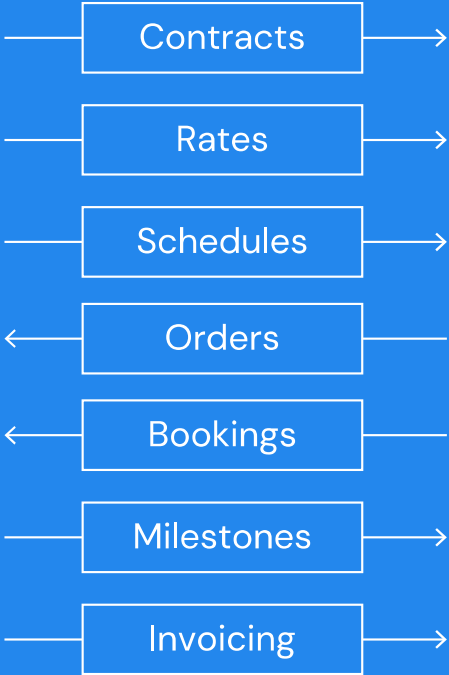 Contracts
Rates
Schedules
Orders
Bookings
Milestones
Invoicing